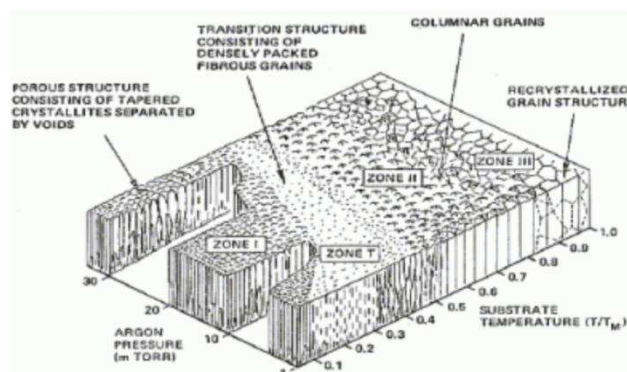 TRANSITION STRUCTURE
CONSISTING OF
DENSELY PACKED
FIBROUS GRAINS
COLUMNAR GRAINS
POROUS STRUCTURE
CONSISTING OF TAPERED
CRYSTALLITES SEPARATED
BY VOIDS
RECRYSTALLIZED
GRAIN STRUCTURE
ZONE III
ZONE II
ZONE I
ZONE T
30
20
10
1
ARGON
PRESSURE
(m TORR)
0.1
0.2
0.3
0.4
0.5
0.6
0.7
0.8
0.9
1.0
SUBSTRATE
TEMPERATURE (T/TM)